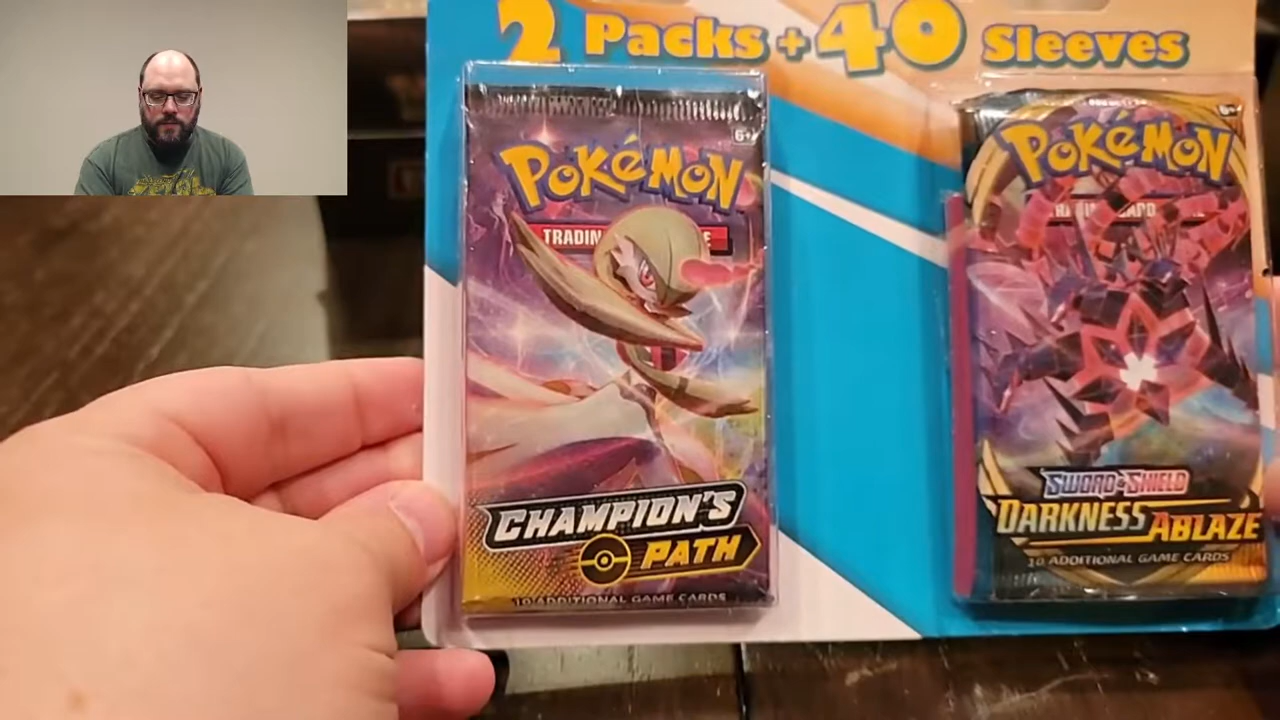 2 Packs + 40 Sleeves
POKéMON
6+
CHAMPION'S
PATH
10 ADDITIONAL GAME CARDS
POKéMON
SWORD & SHIELD
DARKNESS ABLAZE
10 ADDITIONAL GAME CARDS